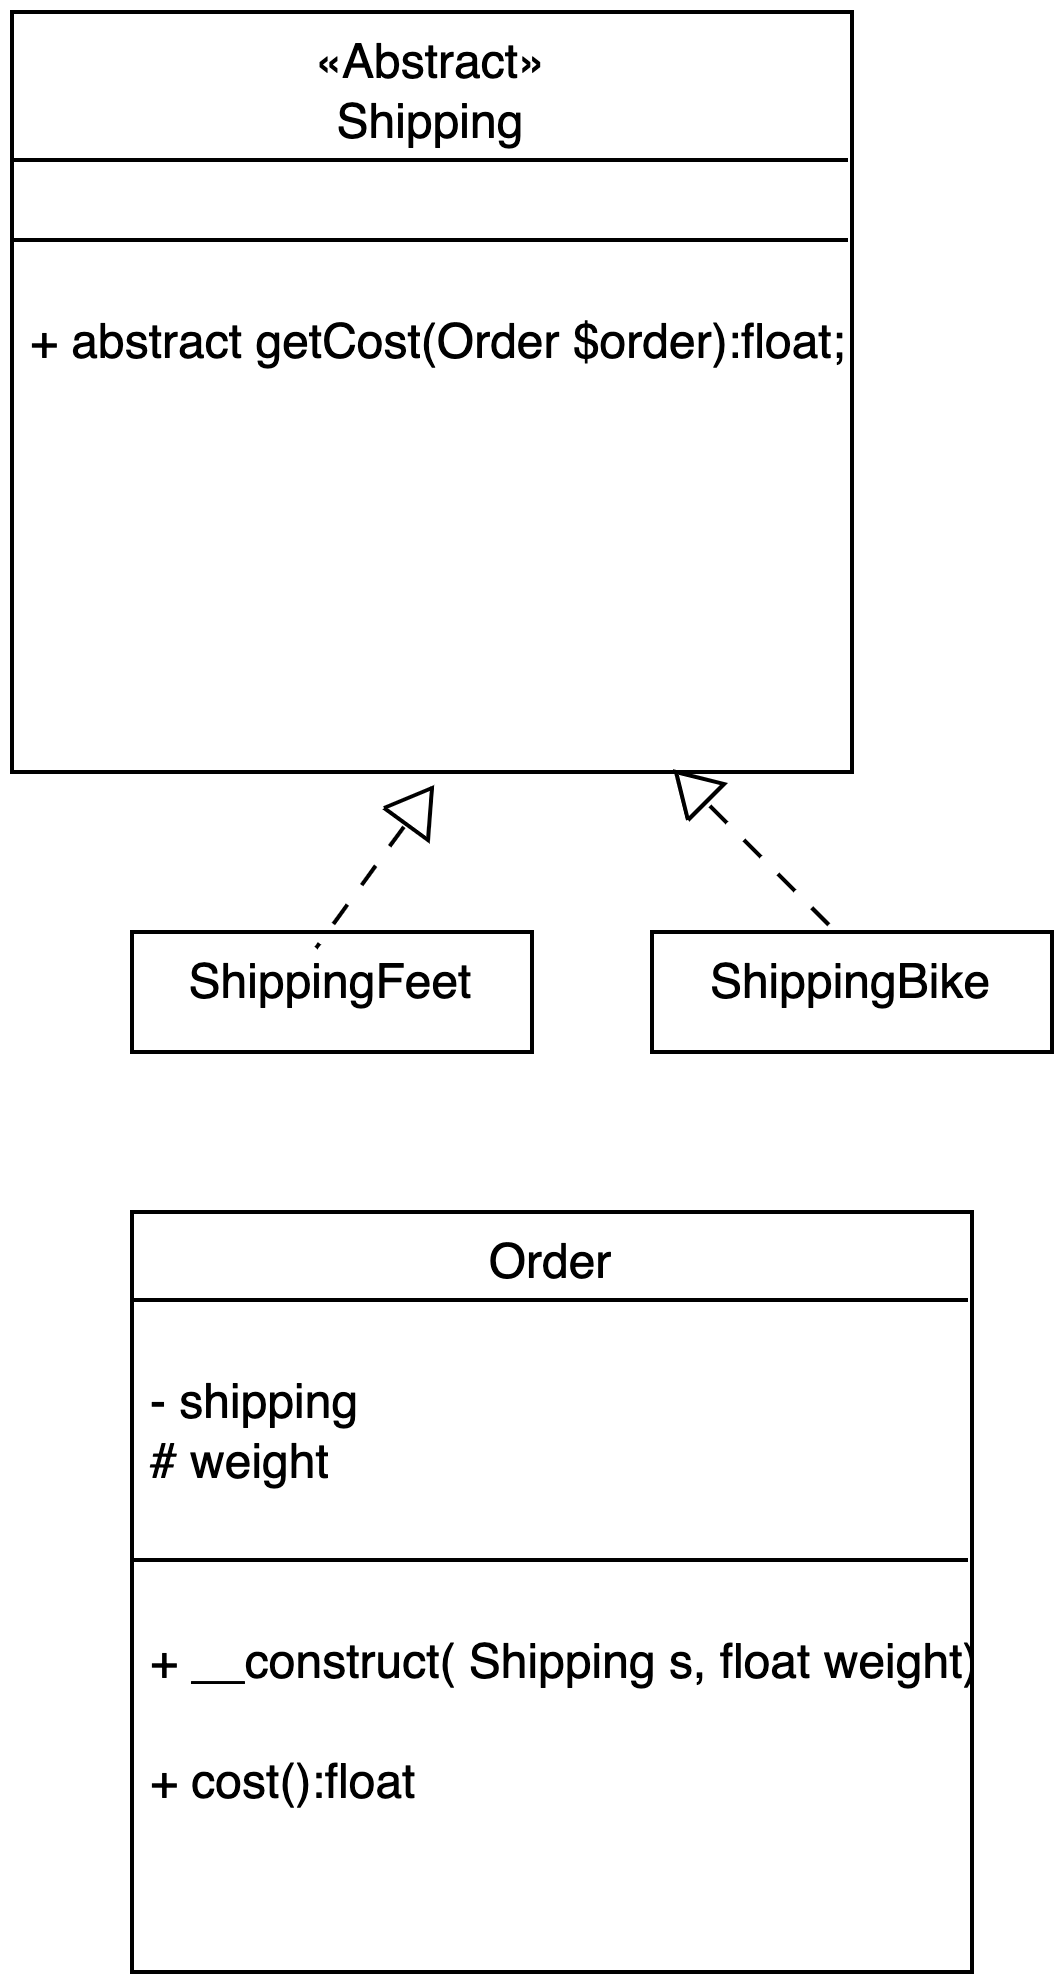 «Abstract»
Shipping
+ abstract getCost(Order $order):float;
ShippingFeet
ShippingBike
Order
- shipping
# weight
+ __construct( Shipping s, float weight)
+ cost():float